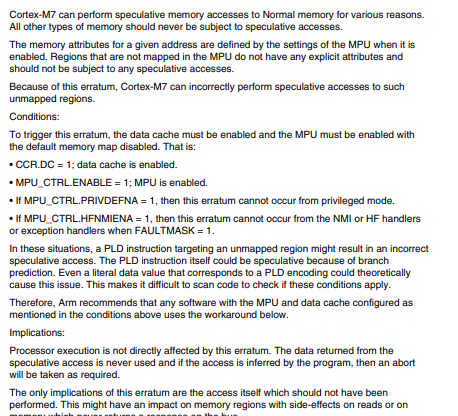 Cortex-M7 can perform speculative memory accesses to Normal memory for various reasons.
All other types of memory should never be subject to speculative accesses.
The memory attributes for a given address are defined by the settings of the MPU when it is
enabled. Regions that are not mapped in the MPU do not have any explicit attributes and
should not be subject to any speculative accesses.
Because of this erratum, Cortex-M7 can incorrectly perform speculative accesses to such
unmapped regions.
Conditions:
To trigger this erratum, the data cache must be enabled and the MPU must be enabled with
the default memory map disabled. That is:
• CCR.DC = 1; data cache is enabled.
• MPU_CTRL.ENABLE = 1; MPU is enabled.
• If MPU_CTRL.PRIVDEFNA = 1, then this erratum cannot occur from privileged mode.
• If MPU_CTRL.HFNMIENA = 1, then this erratum cannot occur from the NMI or HF handlers
or exception handlers when FAULTMASK = 1.
In these situations, a PLD instruction targeting an unmapped region might result in an incorrect
speculative access. The PLD instruction itself could be speculative because of branch
prediction. Even a literal data value that corresponds to a PLD encoding could theoretically
cause this issue. This makes it difficult to scan code to check if these conditions apply.
Therefore, Arm recommends that any software with the MPU and data cache configured as
mentioned in the conditions above uses the workaround below.
Implications:
Processor execution is not directly affected by this erratum. The data returned from the
speculative access is never used and if the access is inferred by the program, then an abort
will be taken as required.
The only implications of this erratum are the access itself which should not have been
performed. This might have an impact on memory regions with side-effects on reads or on
memory which never returns a response on the bus.